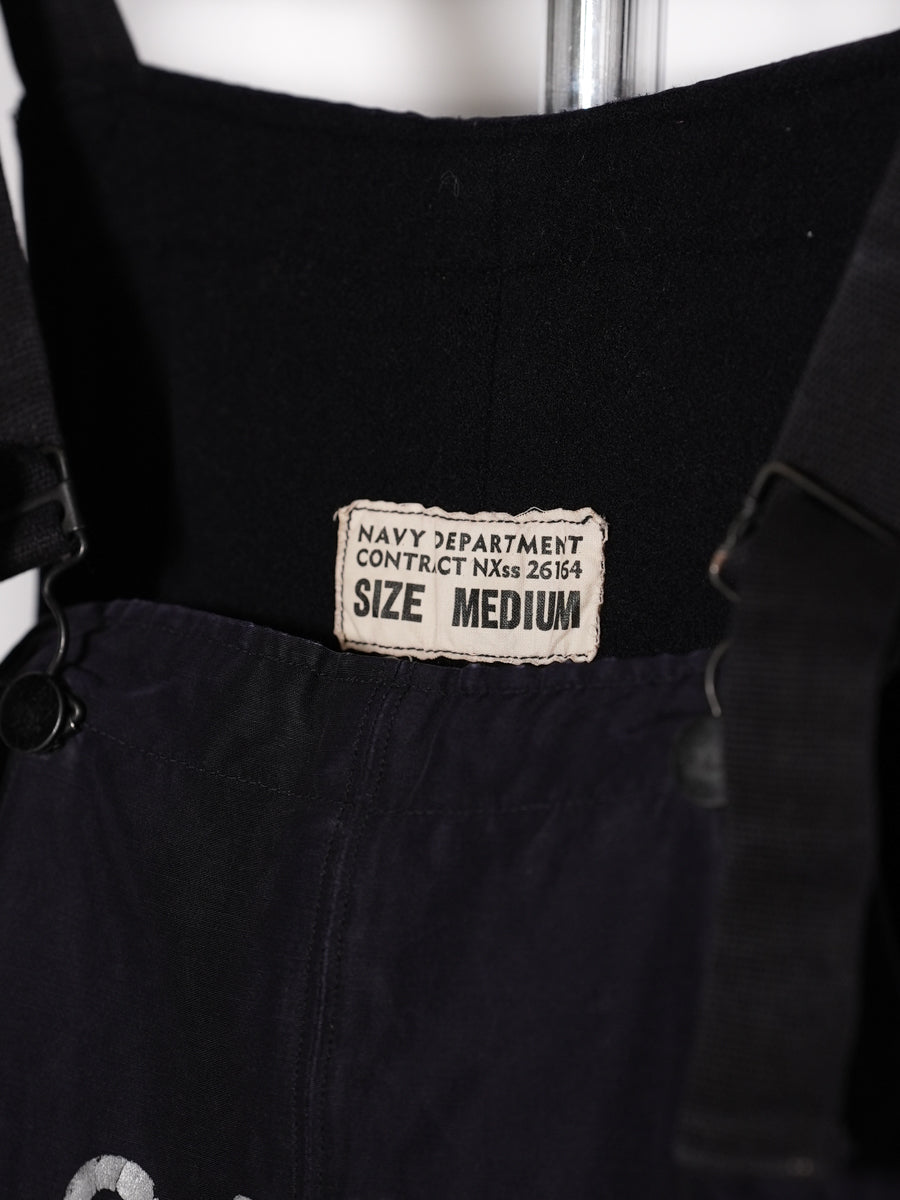 NAVY DEPARTMENT
CONTRACT NXss 26164
SIZE MEDIUM